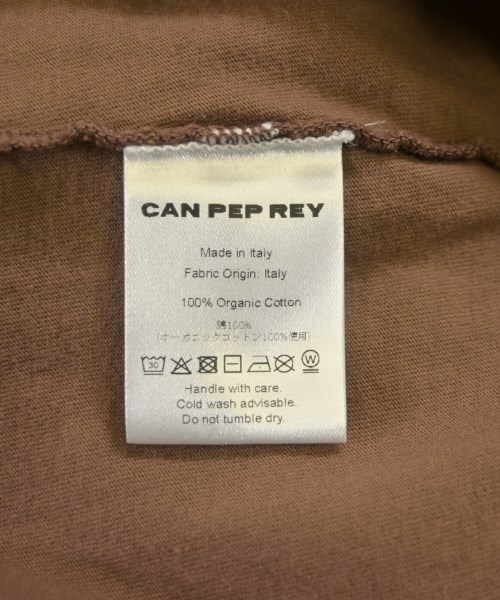 CAN PEP REY
Made in Italy
Fabric Origin: Italy
100% Organic Cotton
綿100%
(オーガニックコットン100%使用)
30
W
Handle with care.
Cold wash advisable.
Do not tumble dry.